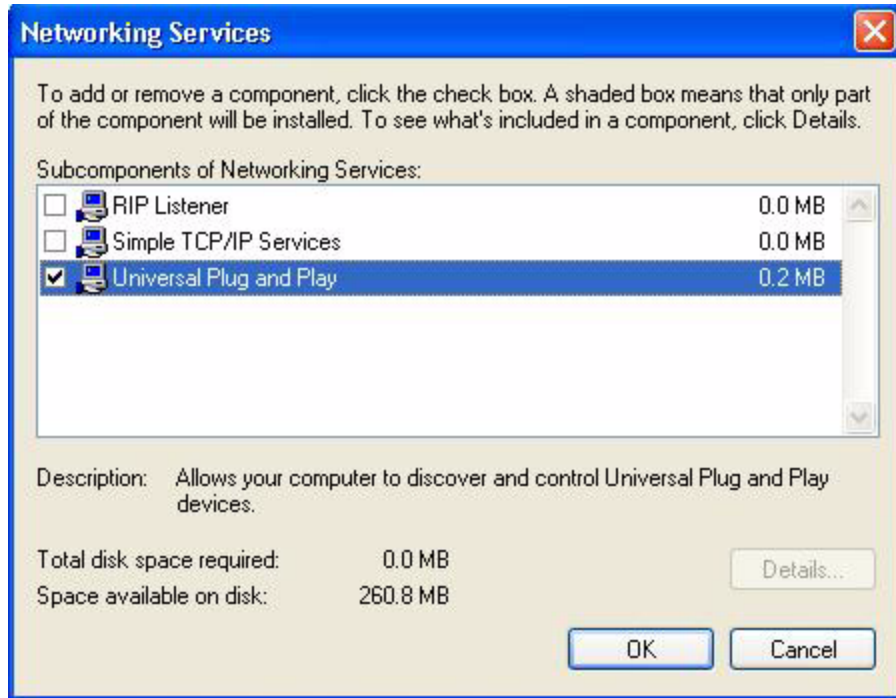 Networking Services
To add or remove a component, click the check box. A shaded box means that only part
of the component will be installed. To see what's included in a component, click Details.
Subcomponents of Networking Services:
RIP Listener 0.0 MB
Simple TCP/IP Services 0.0 MB
Universal Plug and Play 0.2 MB
Description: Allows your computer to discover and control Universal Plug and Play
devices.
Total disk space required: 0.0 MB
Details...
Space available on disk: 260.8 MB
OK Cancel